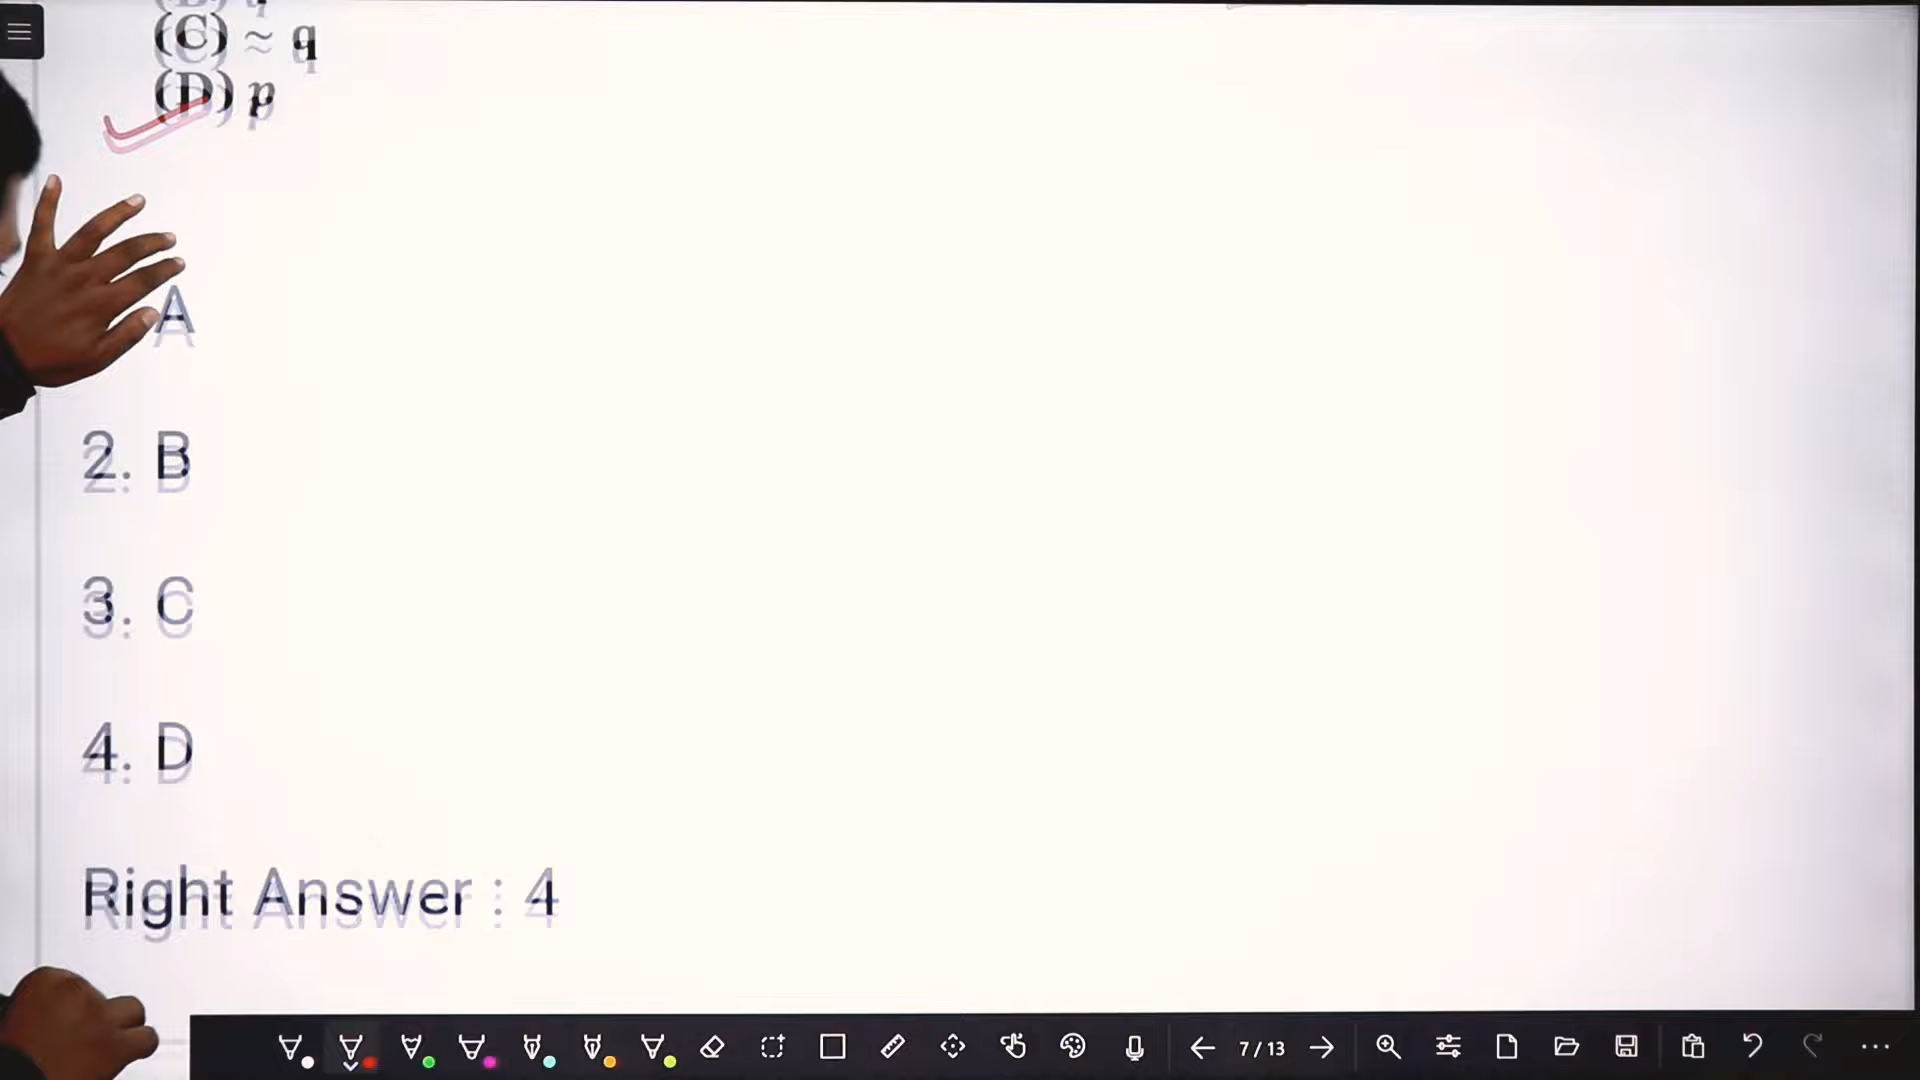 (C) ≈ q
(D) p
A
2. B
3. C
4. D
Right Answer : 4
7 / 13